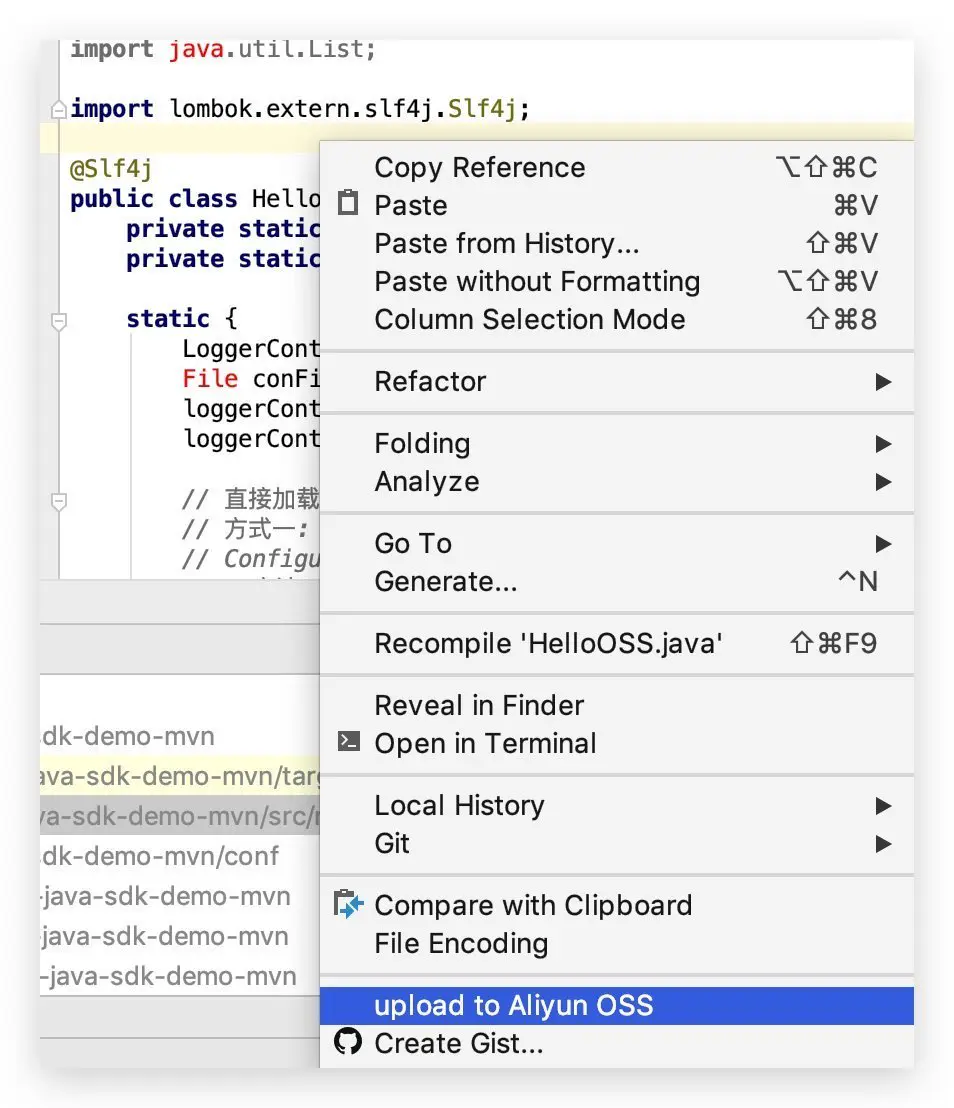 import java.util.List;
import lombok.extern.slf4j.Slf4j;
@Slf4j
public class Hello
private static
private static
static {
LoggerCont
File conFi
loggerCont
loggerCont
// 直接加载
// 方式一:
// Configu
Copy Reference ⌥⇧⌘C
Paste ⌘V
Paste from History... ⇧⌘V
Paste without Formatting ⌥⇧⌘V
Column Selection Mode ⇧⌘8
Refactor
Folding
Analyze
Go To
Generate... ^N
Recompile 'HelloOSS.java' ⇧⌘F9
Reveal in Finder
Open in Terminal
Local History
Git
Compare with Clipboard
File Encoding
upload to Aliyun OSS
Create Gist...
dk-demo-mvn
ava-sdk-demo-mvn/targ
va-sdk-demo-mvn/src/
dk-demo-mvn/conf
-java-sdk-demo-mvn
java-sdk-demo-mvn
-java-sdk-demo-mvn